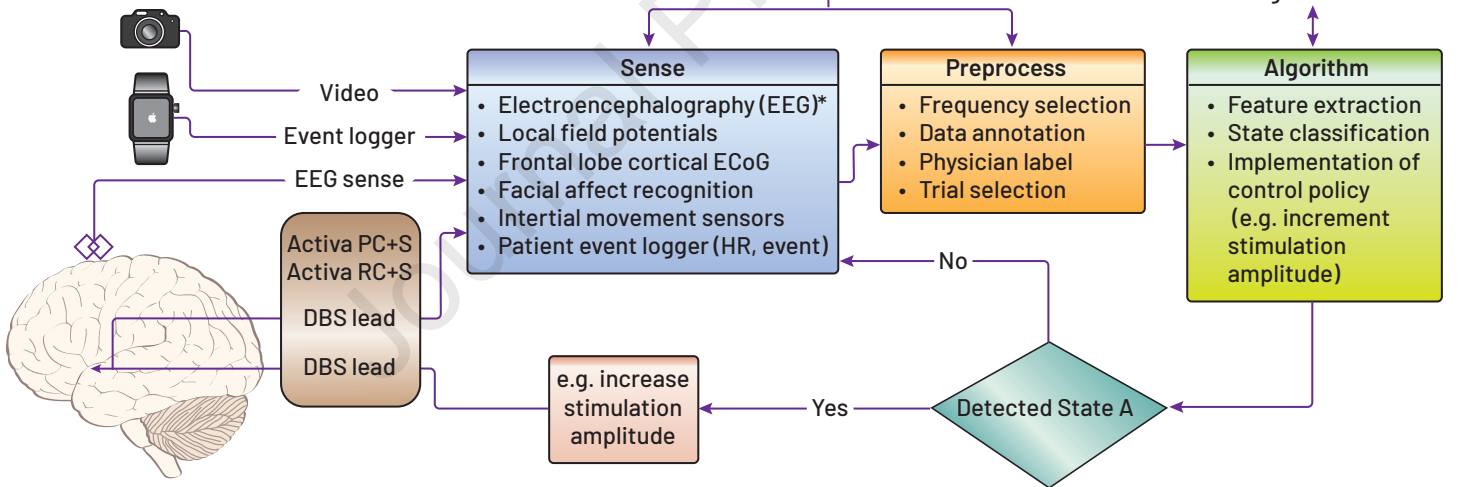 Video
Event logger
EEG sense
Activa PC+S
Activa RC+S
DBS lead
DBS lead
Sense
• Electroencephalography (EEG)*
• Local field potentials
• Frontal lobe cortical ECoG
• Facial affect recognition
• Intertial movement sensors
• Patient event logger (HR, event)
Preprocess
• Frequency selection
• Data annotation
• Physician label
• Trial selection
Algorithm
• Feature extraction
• State classification
• Implementation of
control policy
(e.g. increment
stimulation
amplitude)
No
Detected State A
Yes
e.g. increase
stimulation
amplitude
Journal